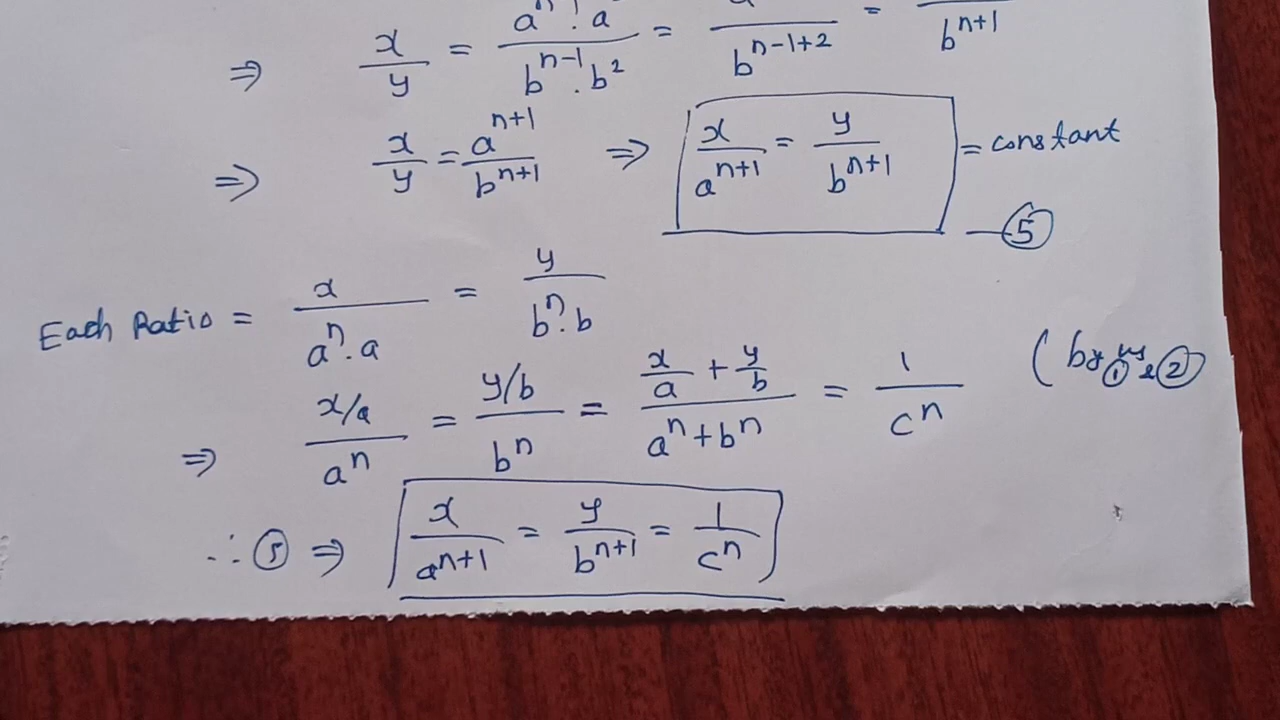 ⇒ x/y = aⁿ · a / bⁿ⁻¹ · b² = / bⁿ⁻¹⁺² = / bⁿ⁺¹
⇒ x/y = aⁿ⁺¹/bⁿ⁺¹ ⇒ x/aⁿ⁺¹ = y/bⁿ⁺¹ = constant
— ⑤
Each Ratio = x/aⁿ·a = y/bⁿ·b
⇒ (x/a)/aⁿ = (y/b)/bⁿ = (x/a + y/b)/(aⁿ+bⁿ) = 1/cⁿ (by ① & ②)
∴ ⑤ ⇒ x/aⁿ⁺¹ = y/bⁿ⁺¹ = 1/cⁿ